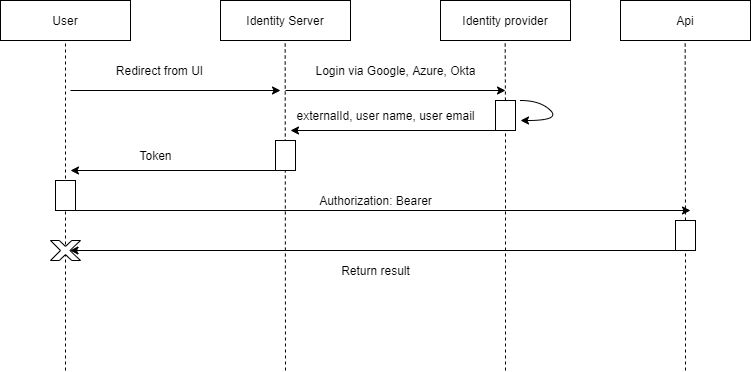 User
Identity Server
Identity provider
Api
Redirect from UI
Login via Google, Azure, Okta
externalId, user name, user email
Token
Authorization: Bearer
Return result